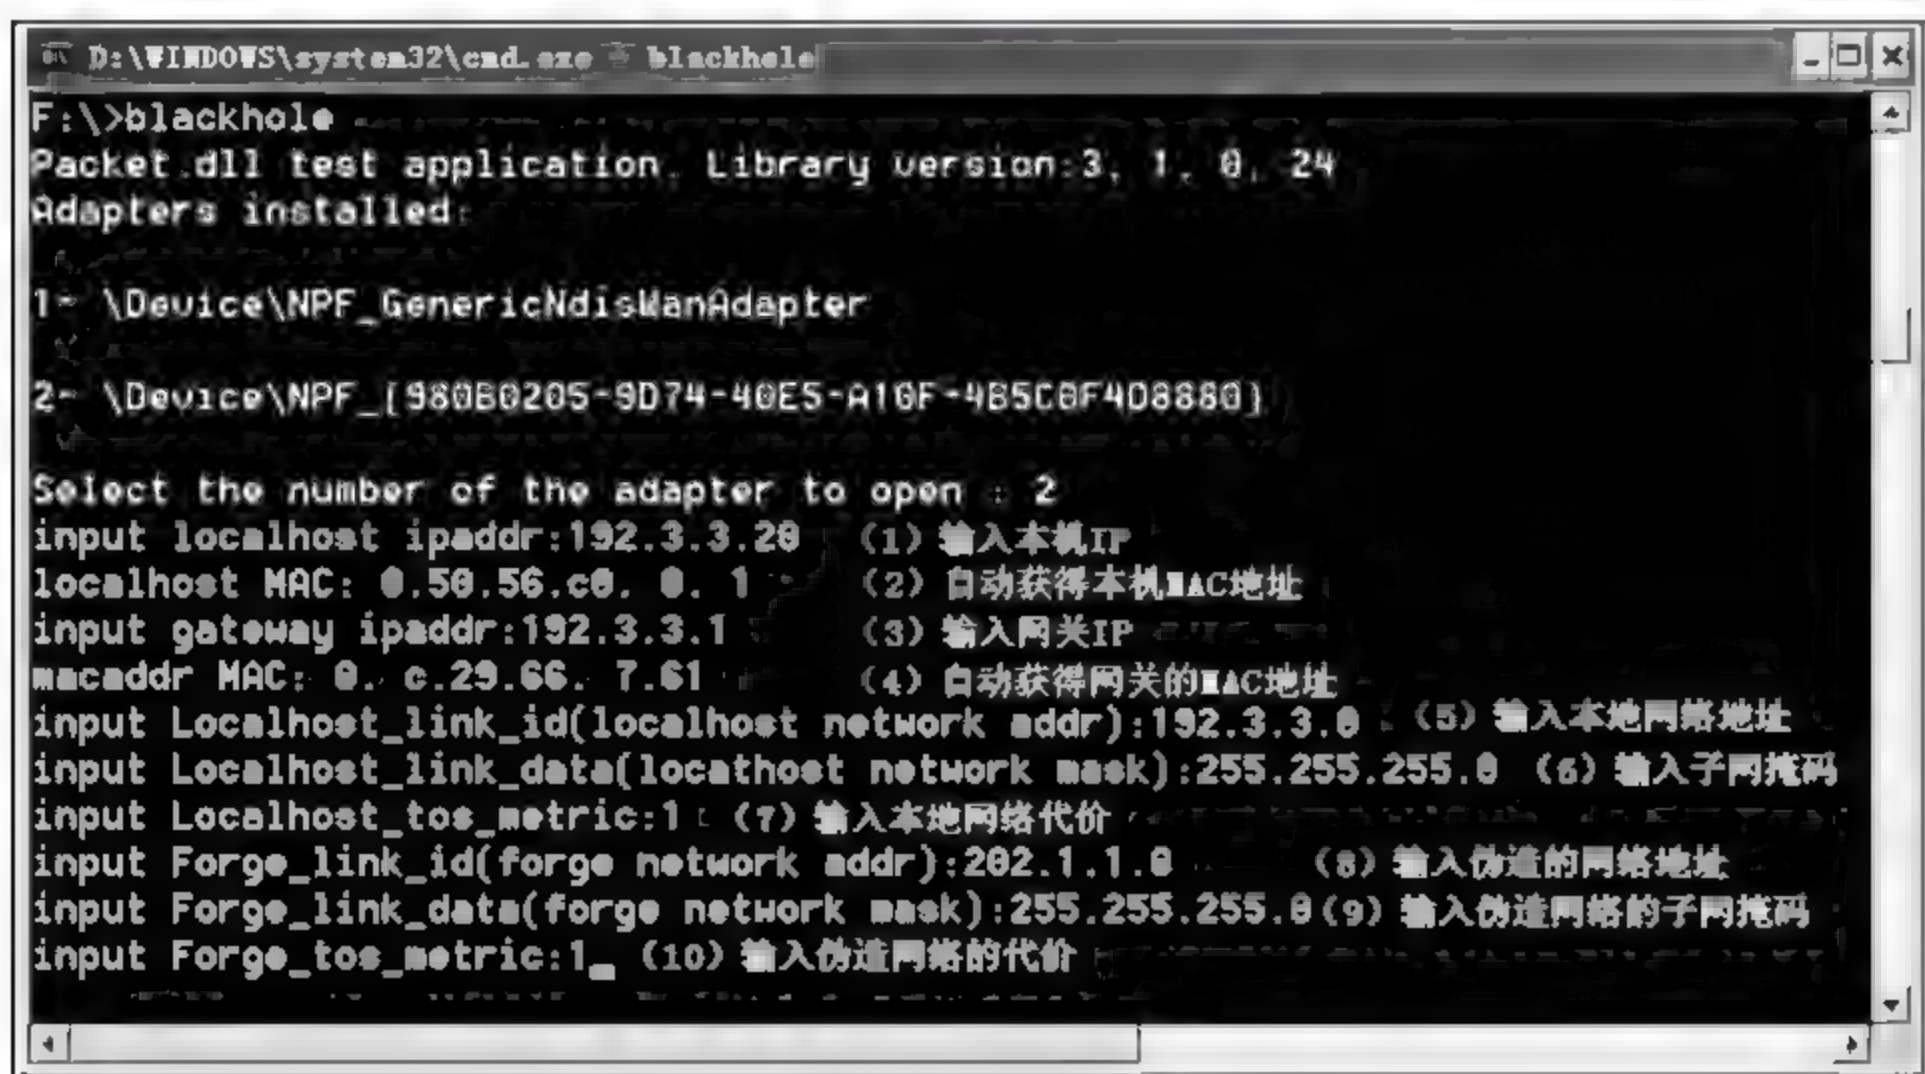 D:\WINDOWS\system32\cmd.exe - blackhole
F:\>blackhole
Packet.dll test application. Library version:3, 1, 0, 24
Adapters installed:
1- \Device\NPF_GenericNdisWanAdapter
2- \Device\NPF_{980B0205-9D74-40E5-A10F-4B5C0F4D8880}
Select the number of the adapter to open : 2
input localhost ipaddr:192.3.3.20 (1) 输入本机IP
localhost MAC: 0.50.56.c0. 0. 1 (2) 自动获得本机MAC地址
input gateway ipaddr:192.3.3.1 (3) 输入网关IP
macaddr MAC: 0. c.29.66. 7.61 (4) 自动获得网关的MAC地址
input Localhost_link_id(localhost network addr):192.3.3.0 (5) 输入本地网络地址
input Localhost_link_data(locathost network mask):255.255.255.0 (6) 输入子网掩码
input Localhost_tos_metric:1 (7) 输入本地网络代价
input Forge_link_id(forge network addr):202.1.1.0 (8) 输入伪造的网络地址
input Forge_link_data(forge network mask):255.255.255.0 (9) 输入伪造网络的子网掩码
input Forge_tos_metric:1_ (10) 输入伪造网络的代价